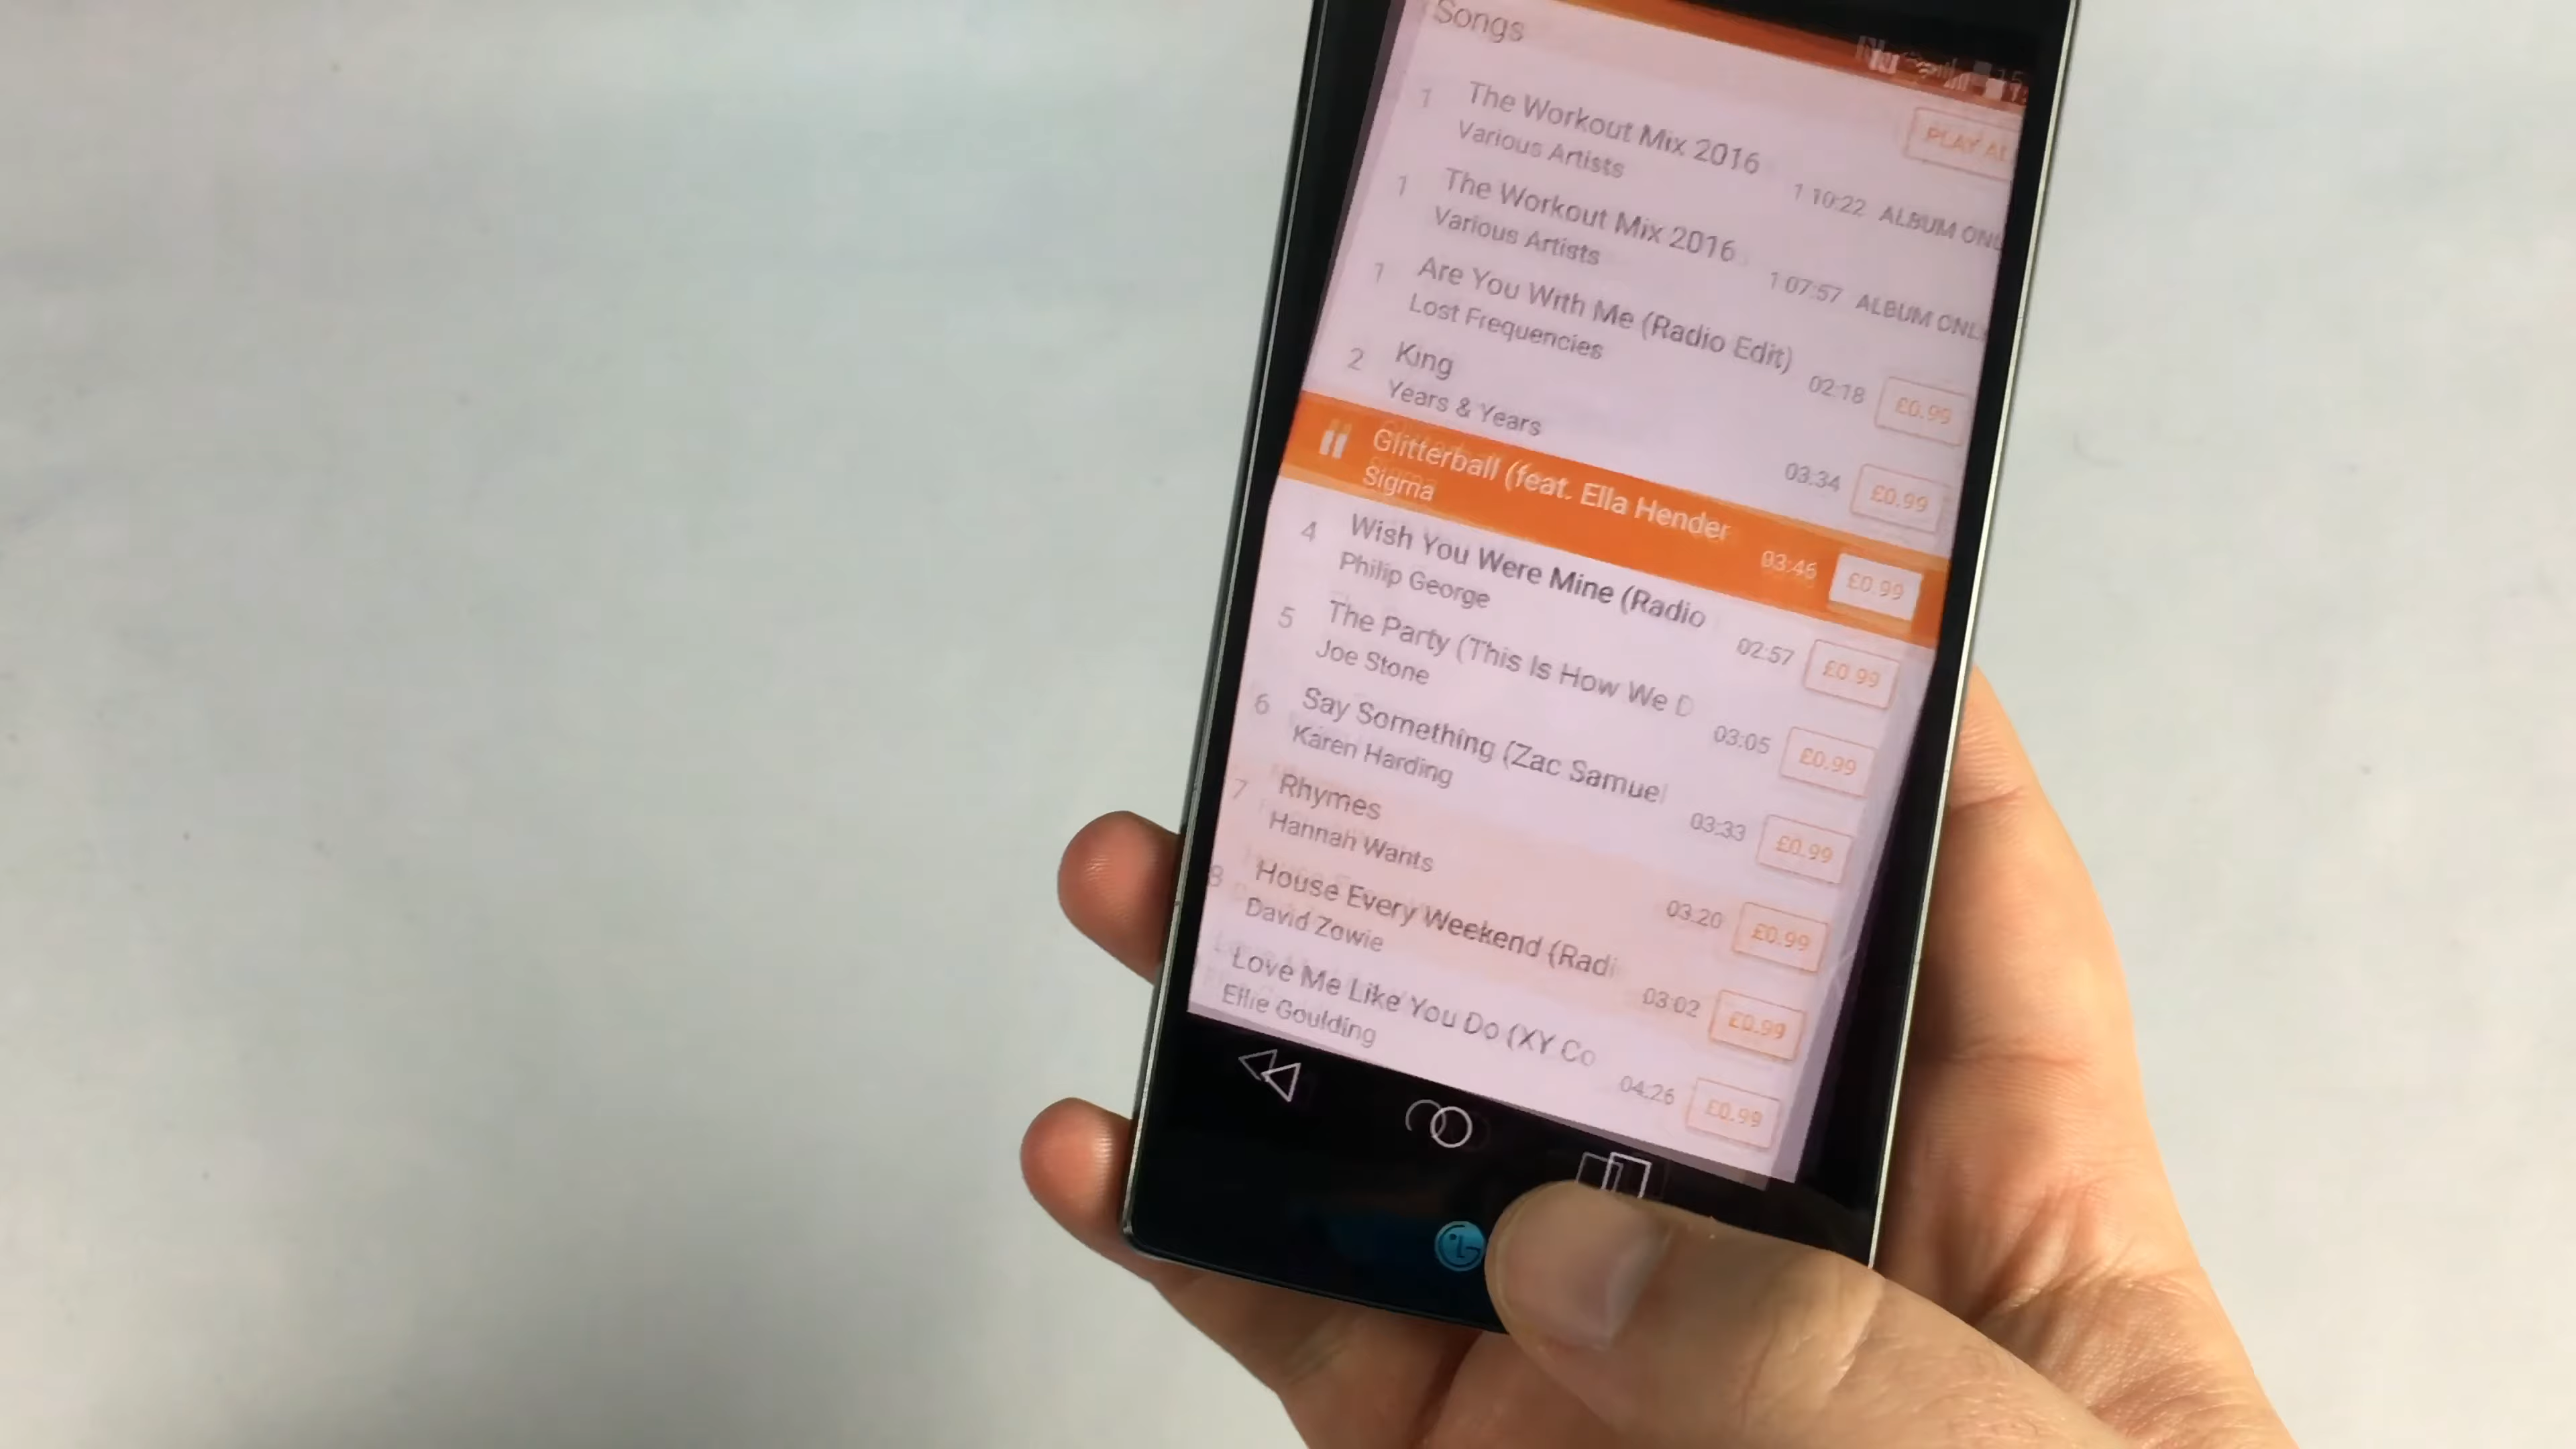 Songs
PLAY AL
1 The Workout Mix 2016 1 10:22 ALBUM ONL
Various Artists
1 The Workout Mix 2016 1 07:57 ALBUM ONL
Various Artists
1 Are You With Me (Radio Edit) 02:18 £0.99
Lost Frequencies
2 King 03:34 £0.99
Years & Years
Glitterball (feat. Ella Hender 03:46 £0.99
Sigma
4 Wish You Were Mine (Radio 02:57 £0.99
Philip George
5 The Party (This Is How We D 03:05 £0.99
Joe Stone
6 Say Something (Zac Samuel 03:33 £0.99
Karen Harding
7 Rhymes 03:20 £0.99
Hannah Wants
8 House Every Weekend (Radi 03:02 £0.99
David Zowie
Love Me Like You Do (XY Co 04:26 £0.99
Ellie Goulding
LG